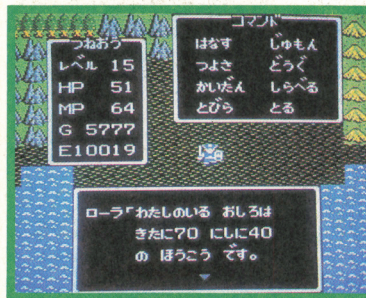 つねおう
レベル 15
HP 51
MP 64
G 5777
E10019
コマンド
はなす じゅもん
つよさ どうぐ
かいだん しらべる
とびら とる
ローラ「わたしのいる おしろは
きたに70 にしに40
の ほうこう です。